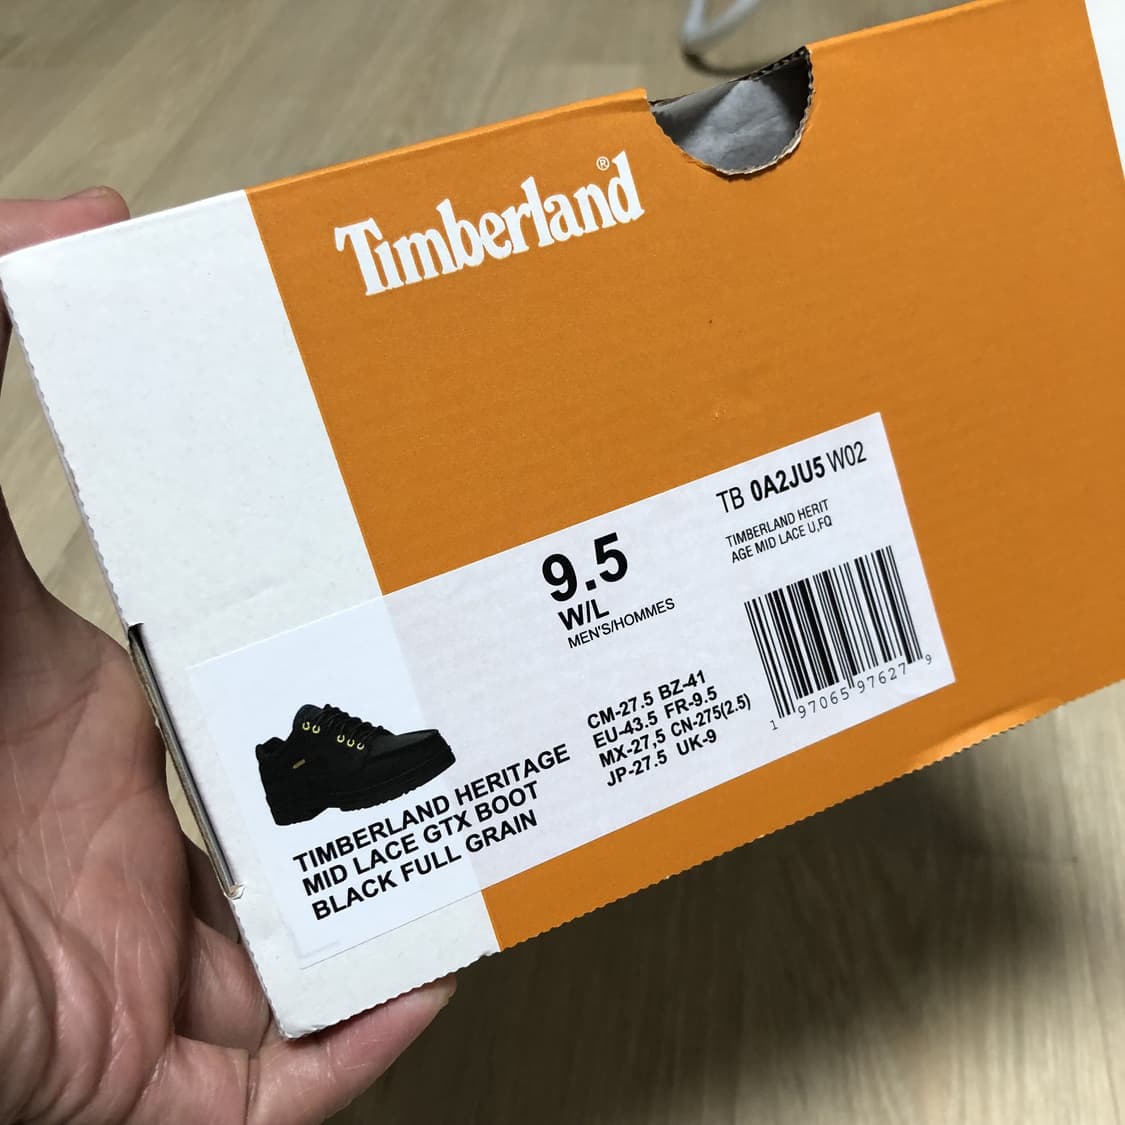 Timberland®
TB 0A2JU5 W02
TIMBERLAND HERIT
AGE MID LACE U,FQ
9.5
W/L
MEN'S/HOMMES
CM-27.5 BZ-41
EU-43.5 FR-9.5
MX-27,5 CN-275(2.5)
JP-27.5 UK-9
1 97065 97627 9
TIMBERLAND HERITAGE
MID LACE GTX BOOT
BLACK FULL GRAIN